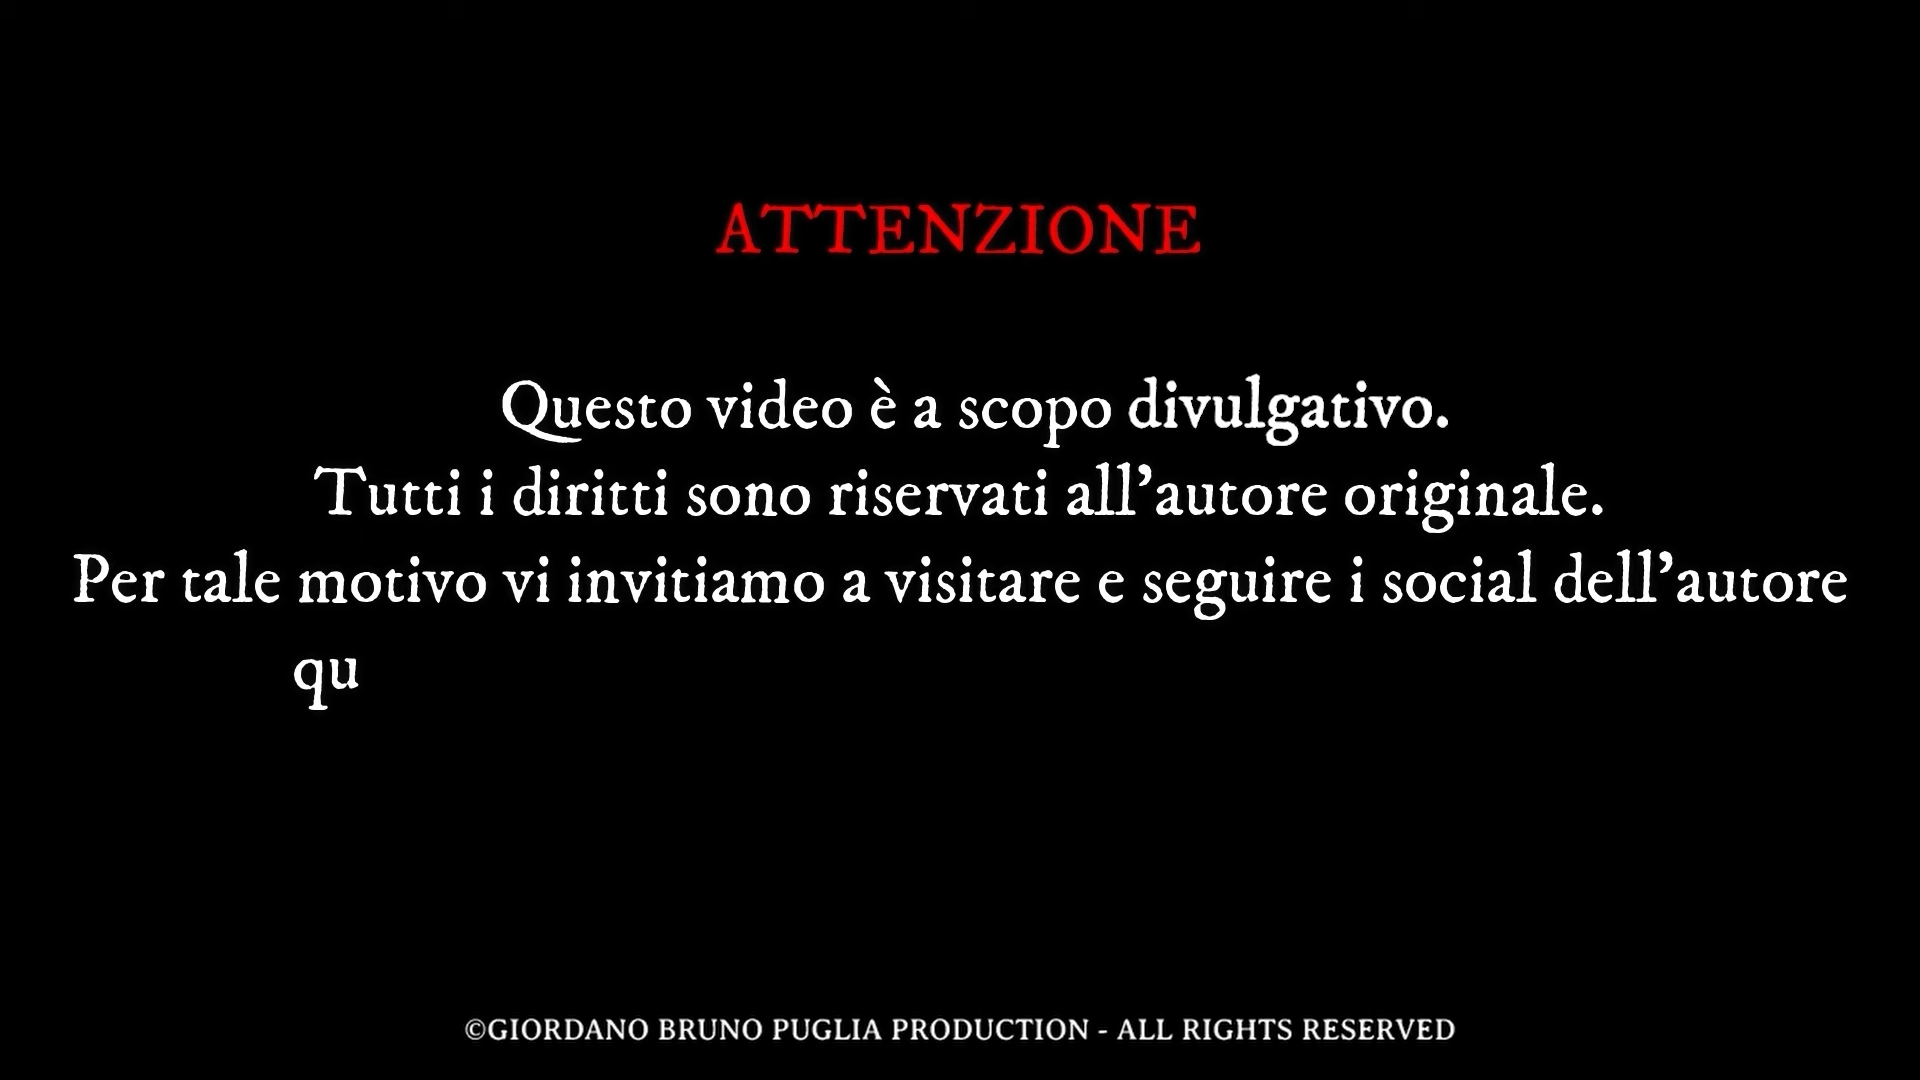 ATTENZIONE
Questo video è a scopo divulgativo.
Tutti i diritti sono riservati all’autore originale.
Per tale motivo vi invitiamo a visitare e seguire i social dell’autore
qu
©GIORDANO BRUNO PUGLIA PRODUCTION - ALL RIGHTS RESERVED